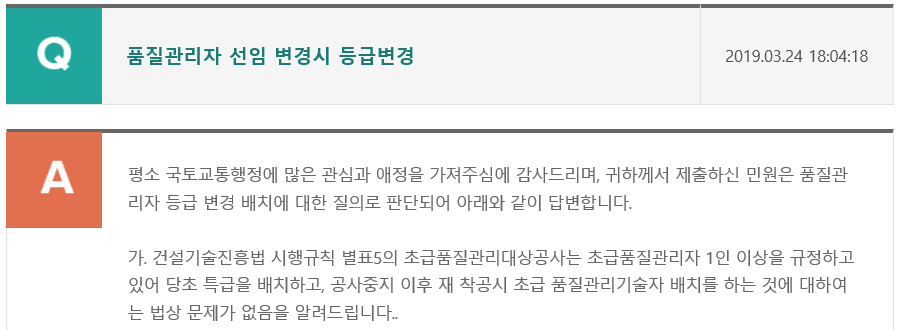 Q 품질관리자 선임 변경시 등급변경 2019.03.24 18:04:18
A
평소 국토교통행정에 많은 관심과 애정을 가져주심에 감사드리며, 귀하께서 제출하신 민원은 품질관
리자 등급 변경 배치에 대한 질의로 판단되어 아래와 같이 답변합니다.
가. 건설기술진흥법 시행규칙 별표5의 초급품질관리대상공사는 초급품질관리자 1인 이상을 규정하고
있어 당초 특급을 배치하고, 공사중지 이후 재 착공시 초급 품질관리기술자 배치를 하는 것에 대하여
는 법상 문제가 없음을 알려드립니다..